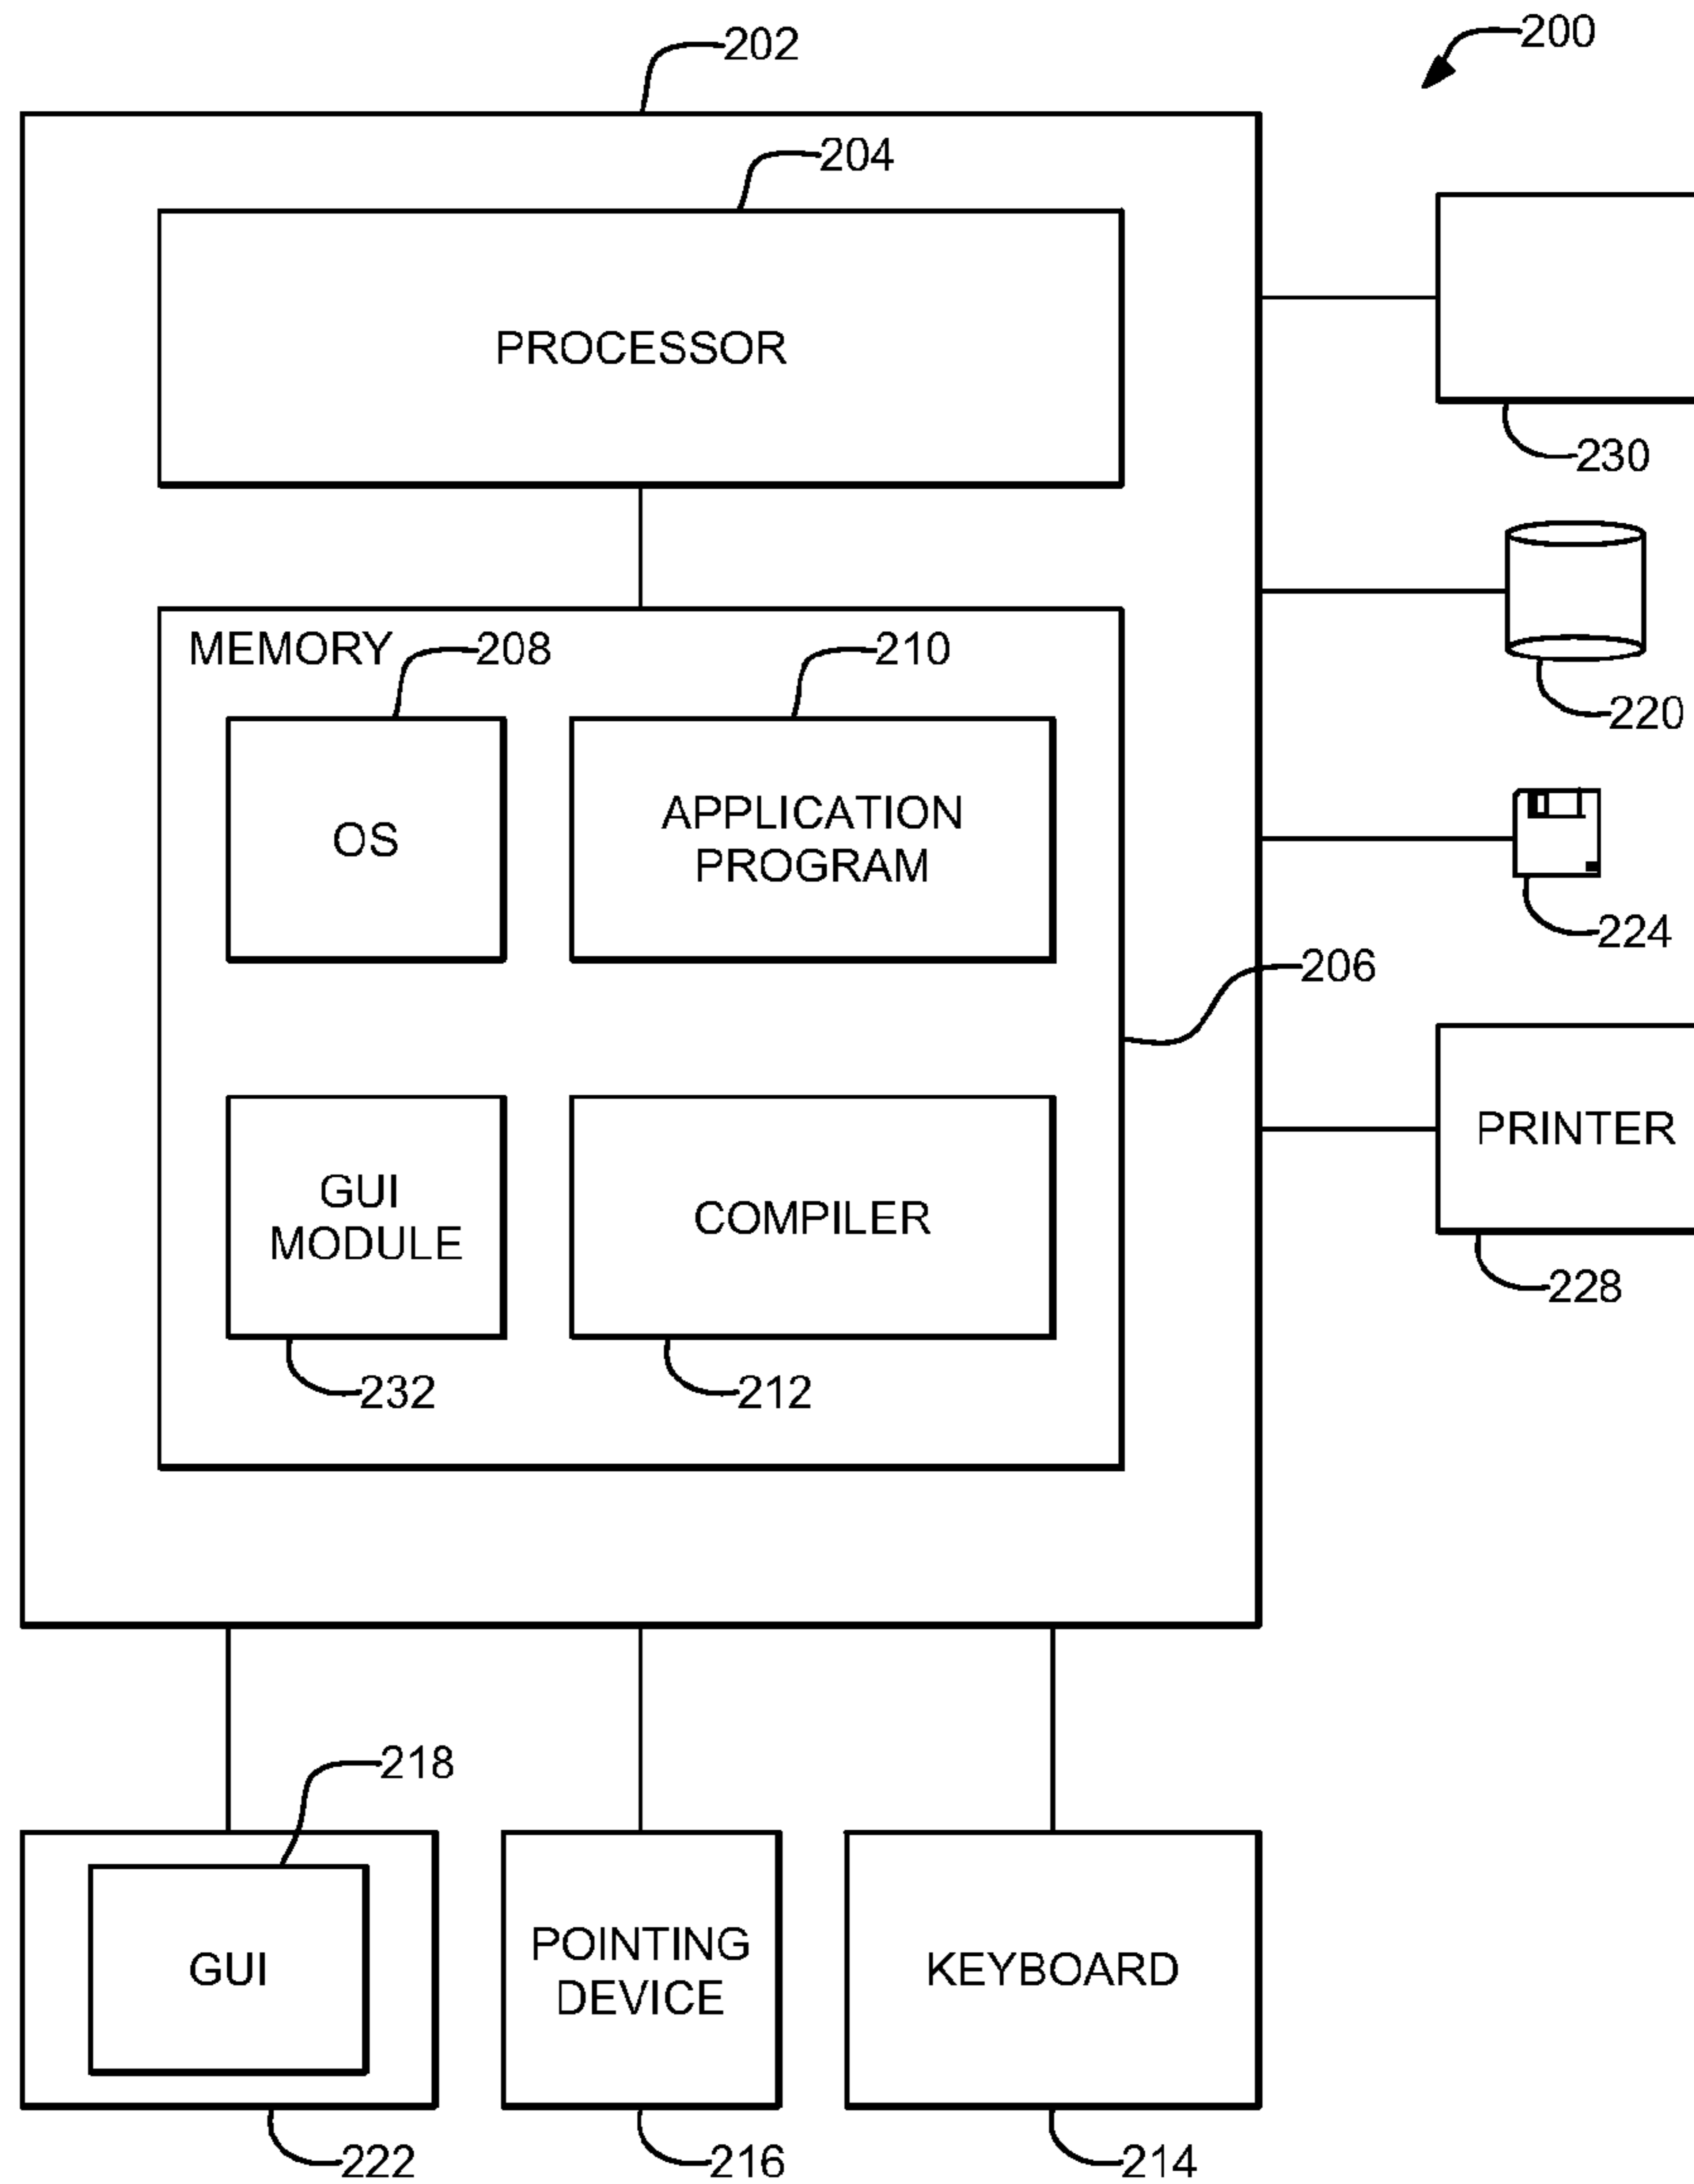 200
202
204
PROCESSOR
230
220
MEMORY
208
210
OS
APPLICATION
PROGRAM
224
206
PRINTER
228
GUI
MODULE
COMPILER
232
212
218
GUI
POINTING
DEVICE
KEYBOARD
222
216
214